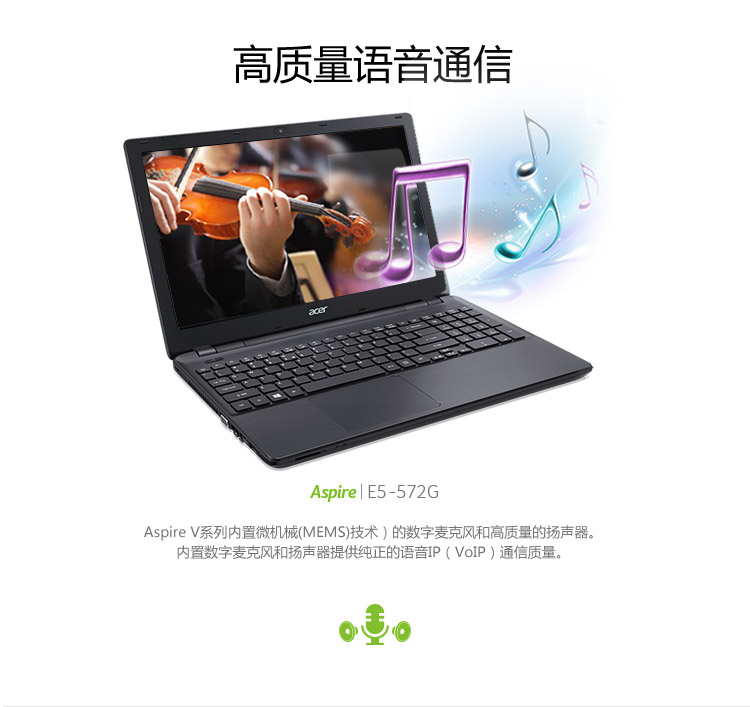 高质量语音通信
acer
Aspire | E5-572G
Aspire V系列内置微机械(MEMS)技术）的数字麦克风和高质量的扬声器。
内置数字麦克风和扬声器提供纯正的语音IP（VoIP）通信质量。